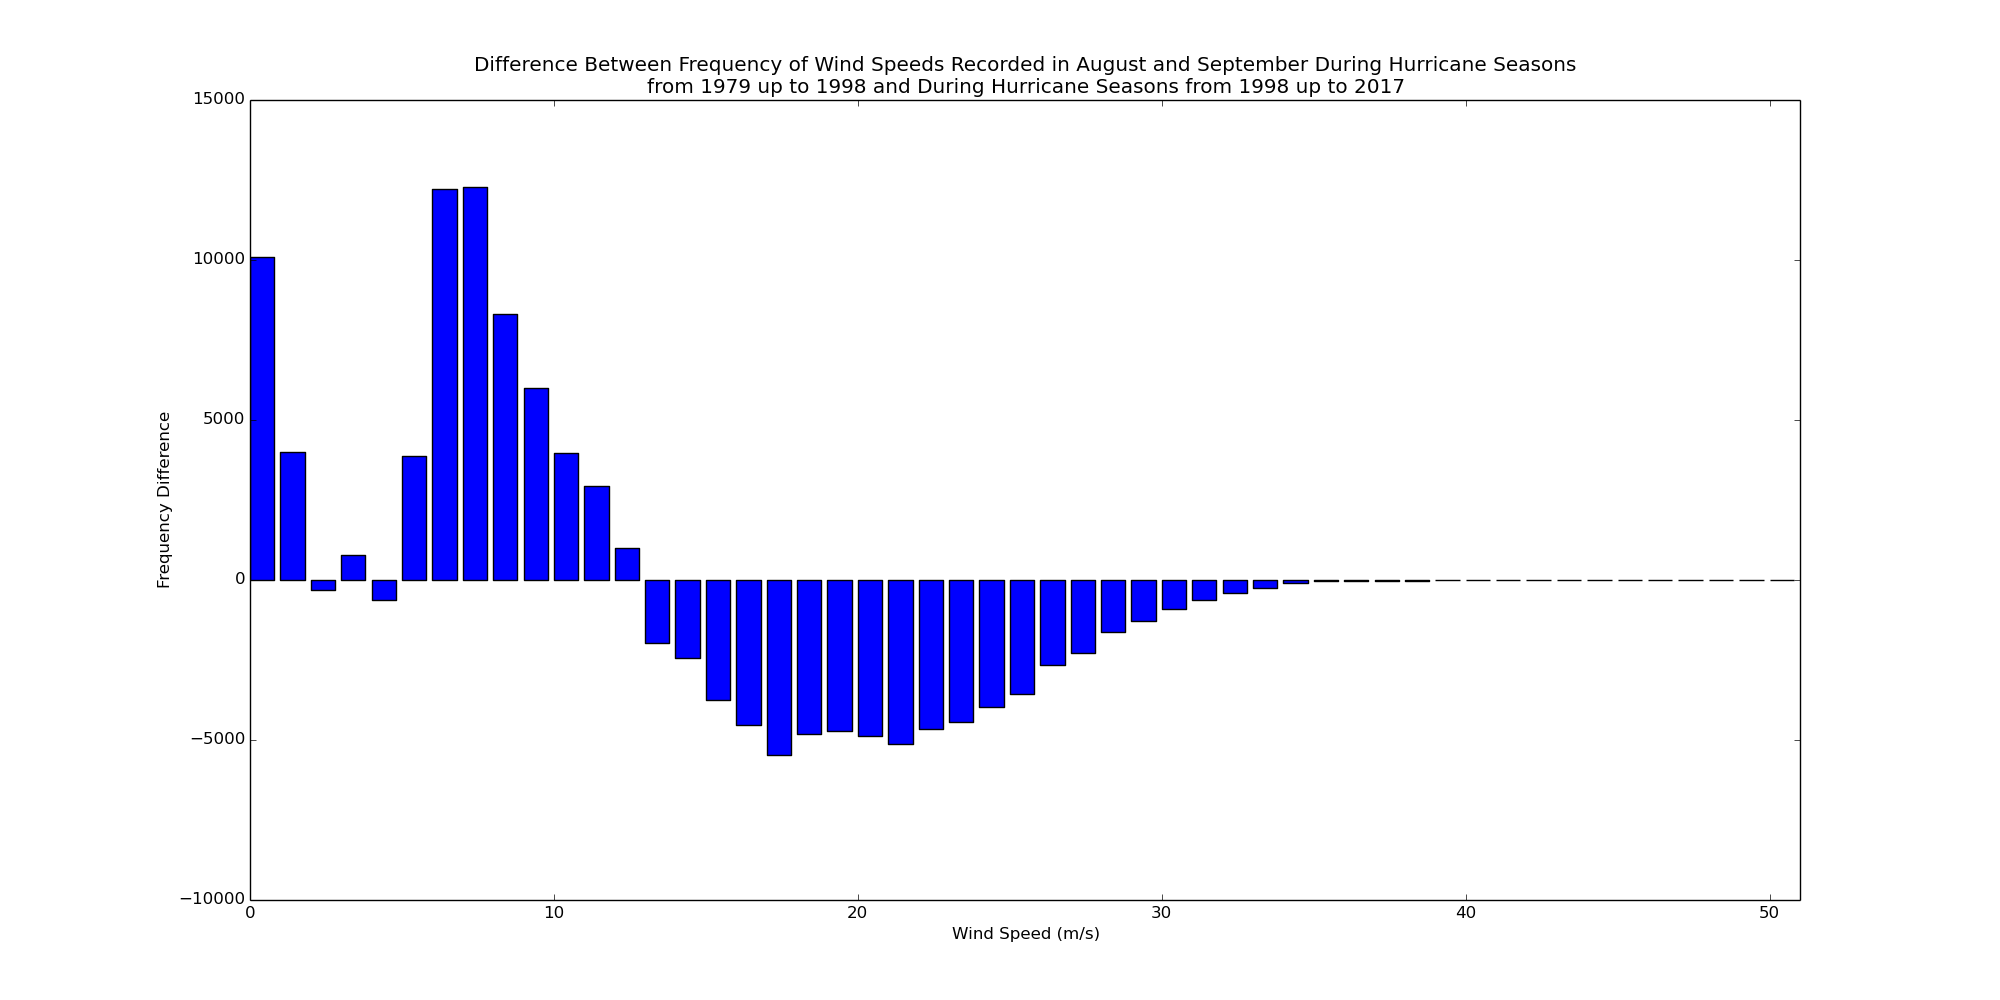 Difference Between Frequency of Wind Speeds Recorded in August and September During Hurricane Seasons
from 1979 up to 1998 and During Hurricane Seasons from 1998 up to 2017
15000
10000
5000
0
−5000
−10000
Frequency Difference
0 10 20 30 40 50
Wind Speed (m/s)